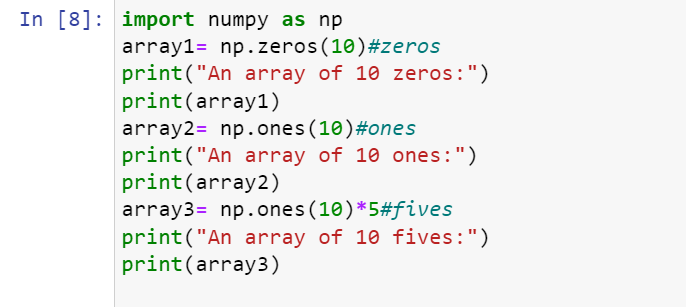 In [8]: import numpy as np
array1= np.zeros(10)#zeros
print("An array of 10 zeros:")
print(array1)
array2= np.ones(10)#ones
print("An array of 10 ones:")
print(array2)
array3= np.ones(10)*5#fives
print("An array of 10 fives:")
print(array3)